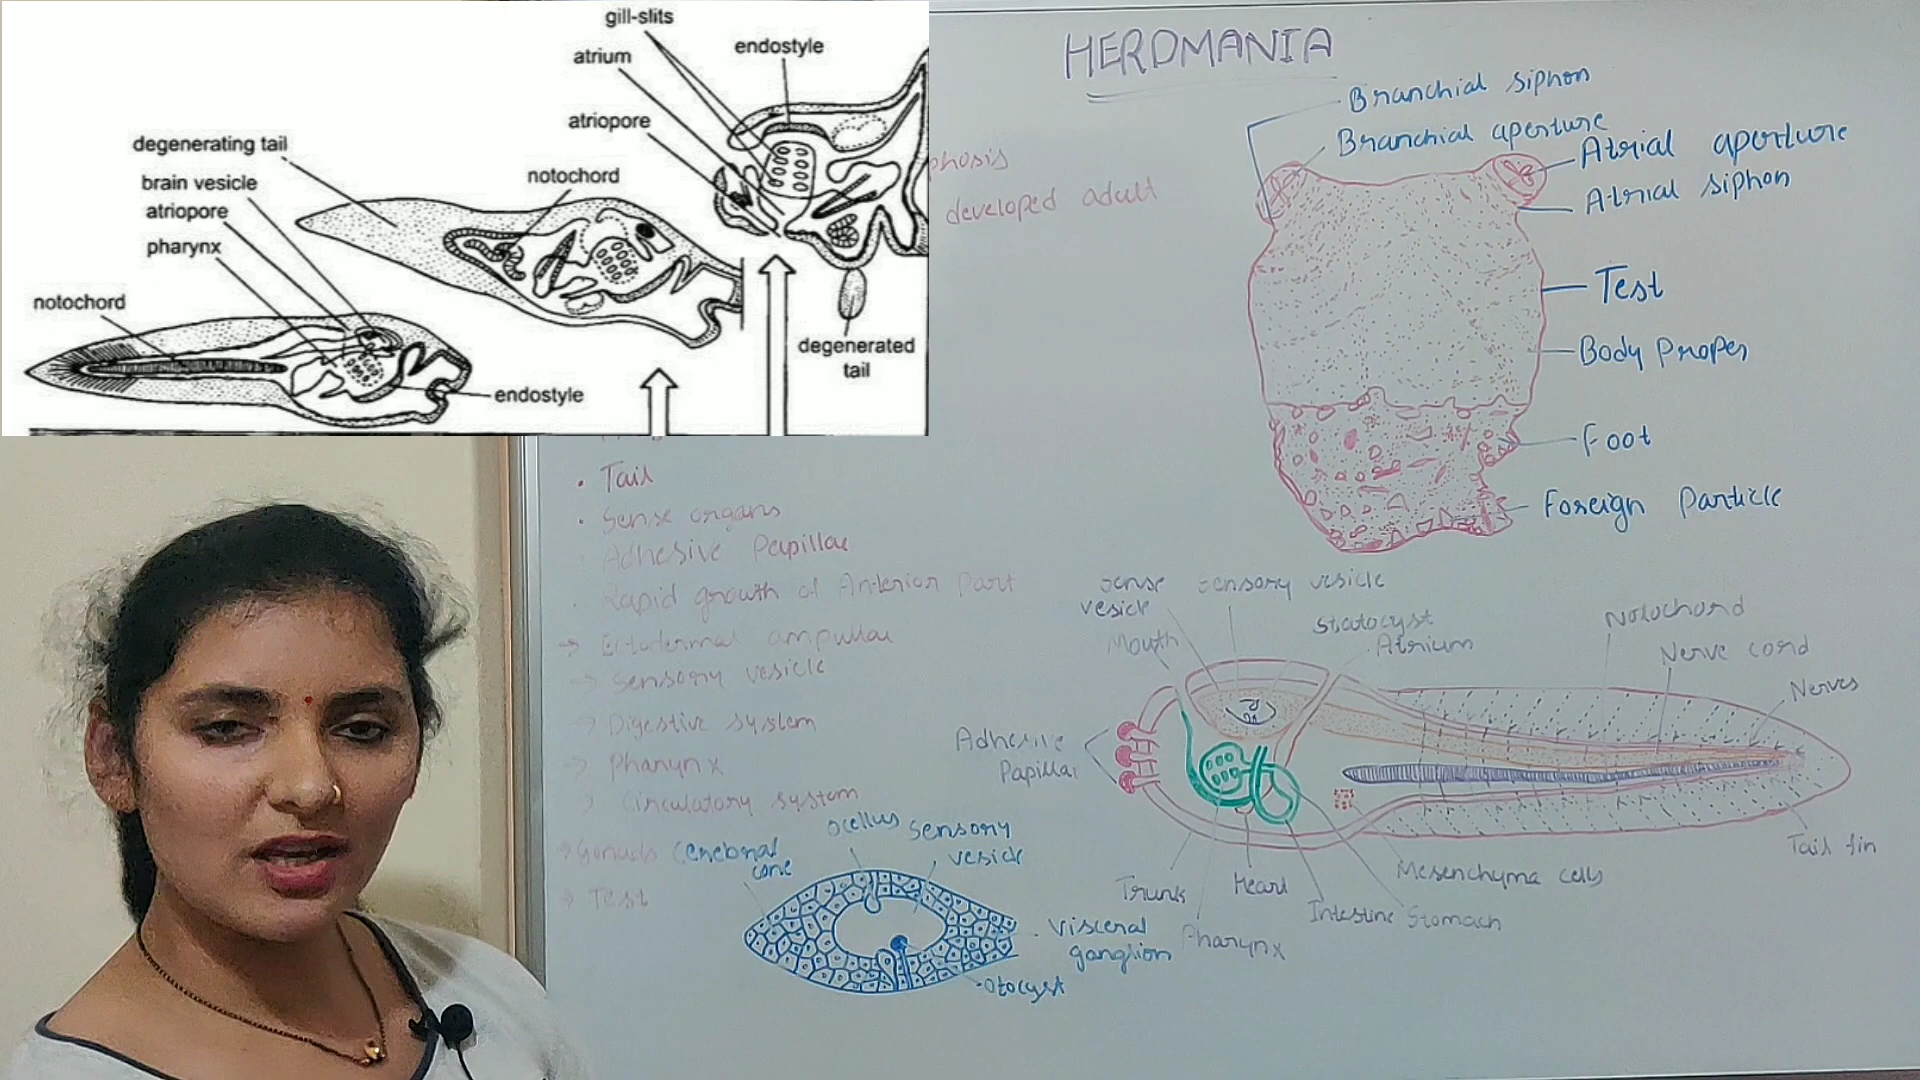 gill-slits
atrium
endostyle
atriopore
degenerating tail
notochord
brain vesicle
atriopore
pharynx
notochord
endostyle
degenerated
tail
HERDMANIA
Branchial siphon
Branchial aperture
Atrial aperture
Atrial siphon
Test
Body Proper
Foot
Foreign Particle
developed adult
• Tail
• Sense organs
Adhesive Papillae
Rapid growth of Anterior Part
→ Ectodermal ampullae
→ Sensory vesicle
→ Digestive system
→ Pharynx
→ Circulatory system
→ Gonads
→ Test
Cerebral
cone
Ocellus
Sensory
vesicle
Visceral
ganglion
Otocyst
Sense
vesicle
Sensory vesicle
Mouth
Statocyst
Atrium
Notochord
Nerve cord
Nerves
Adhesive
Papillae
Trunk
Heart
Pharynx
Intestine
Stomach
Mesenchyma cells
Tail fin